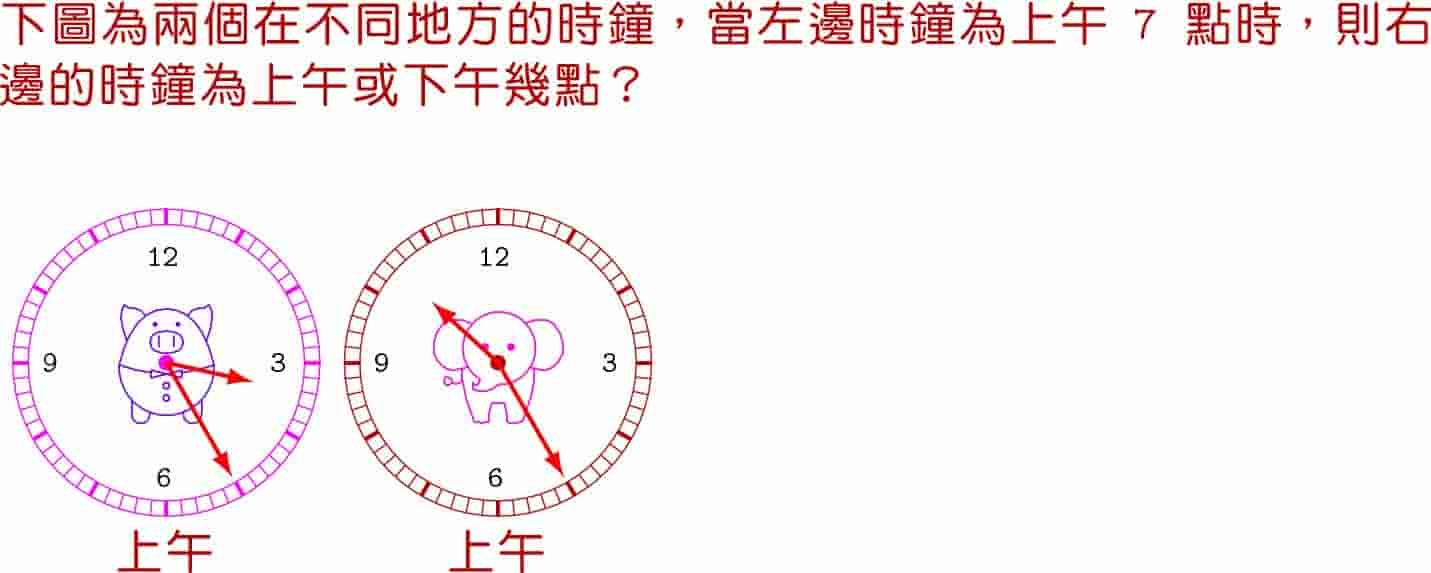 下圖為兩個在不同地方的時鐘，當左邊時鐘為上午 7 點時，則右
邊的時鐘為上午或下午幾點？
12 12
9 3 9 3
6 6
上午 上午